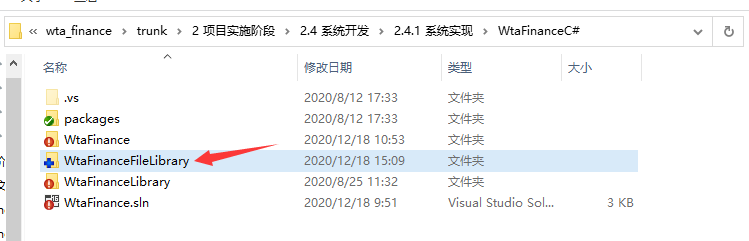 « wta_finance > trunk > 2 项目实施阶段 > 2.4 系统开发 > 2.4.1 系统实现 > WtaFinanceC#
名称 修改日期 类型 大小
.vs 2020/8/12 17:33 文件夹
packages 2020/8/12 17:33 文件夹
WtaFinance 2020/12/18 10:53 文件夹
WtaFinanceFileLibrary 2020/12/18 15:09 文件夹
WtaFinanceLibrary 2020/8/25 11:32 文件夹
WtaFinance.sln 2020/12/18 9:51 Visual Studio Sol... 3 KB